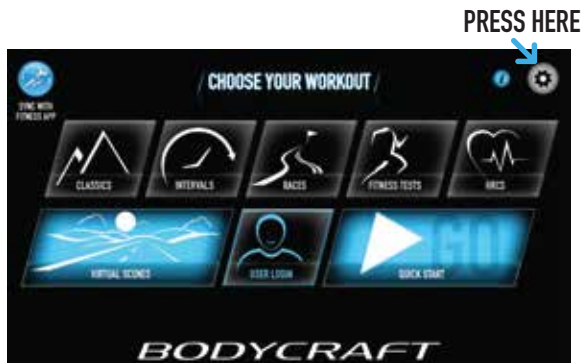 PRESS HERE
CHOOSE YOUR WORKOUT
i
SYNC WITH
FITNESS APP
CLASSICS
INTERVALS
RACES
FITNESS TESTS
HRCS
GO!
VIRTUAL SCENES
USER LOGIN
QUICK START
BODYCRAFT